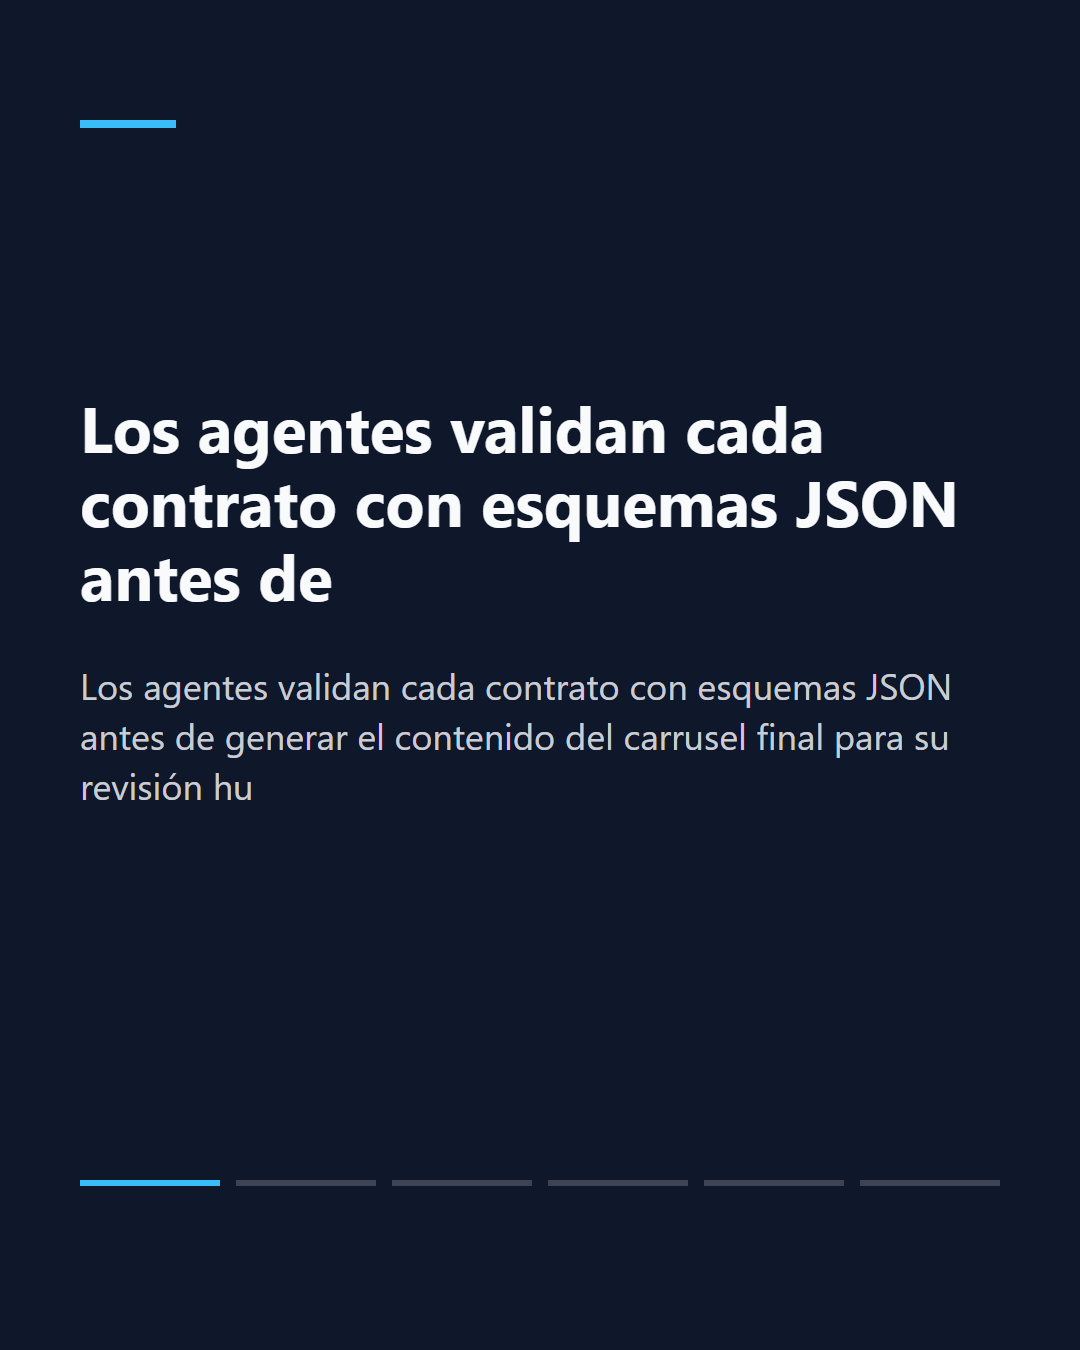 Los agentes validan cada
contrato con esquemas JSON
antes de
Los agentes validan cada contrato con esquemas JSON
antes de generar el contenido del carrusel final para su
revisión hu